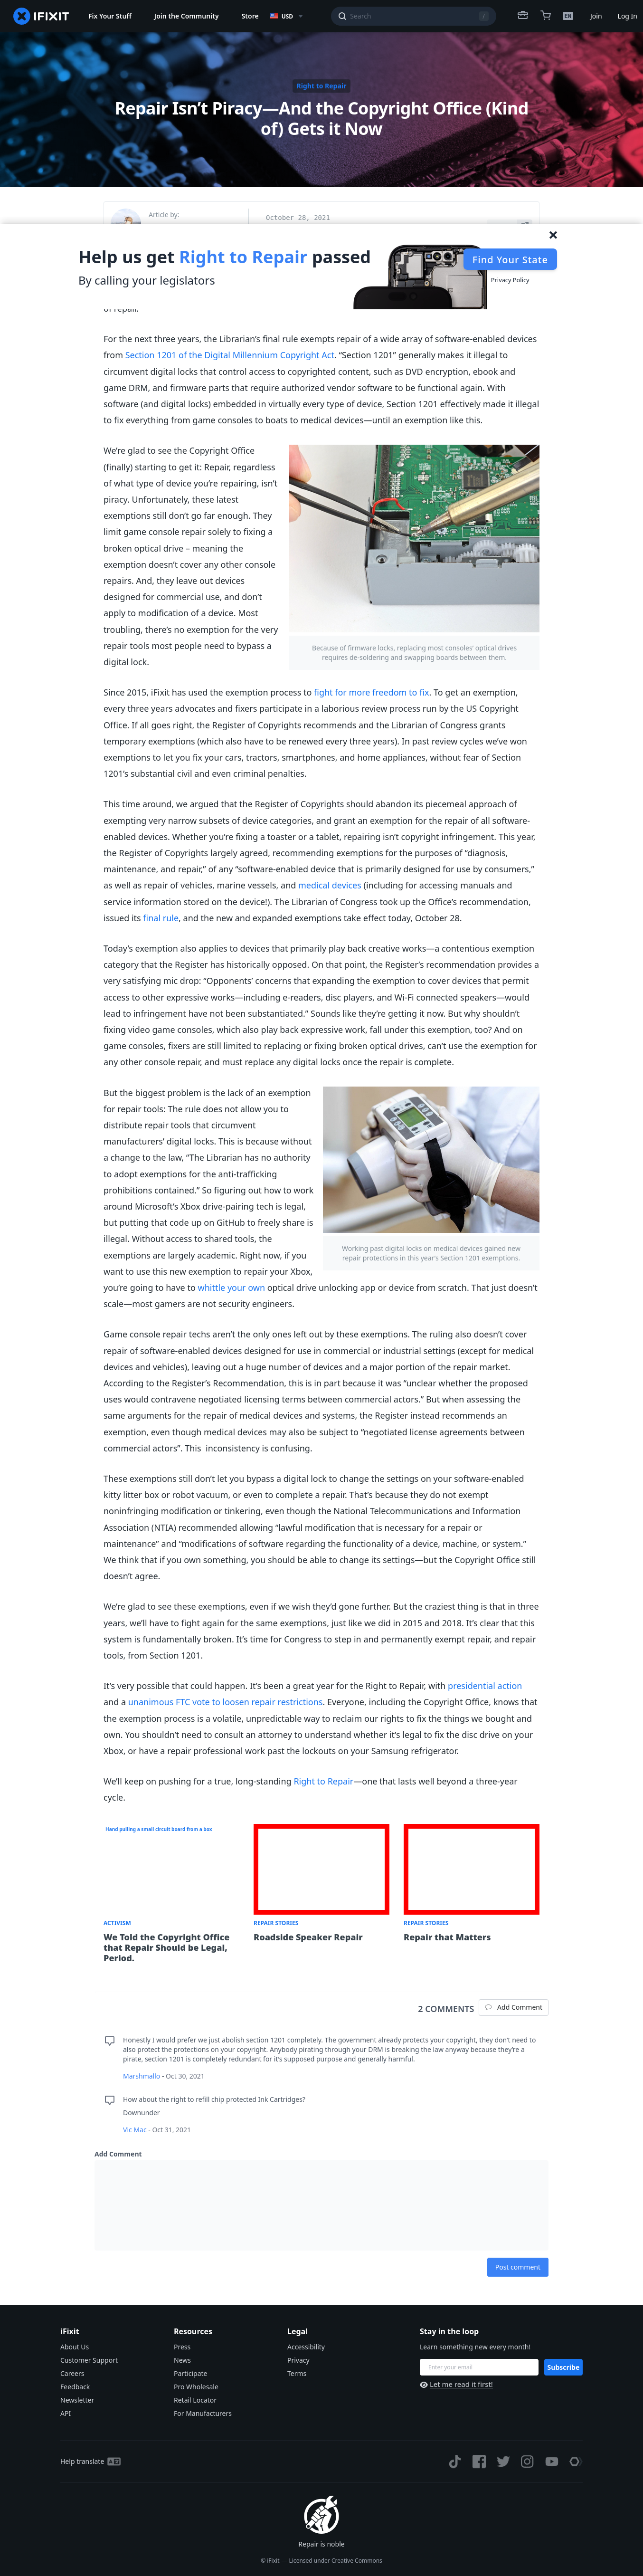 IFIXIT
Fix Your Stuff
Join the Community
Store
USD
Search
/
EN
Join
Log In
Right to Repair
Repair Isn’t Piracy—And the Copyright Office (Kind
of) Gets it Now
Article by:
October 28, 2021
Help us get Right to Repair passed
By calling your legislators
Find Your State
Privacy Policy
of repair.
For the next three years, the Librarian’s final rule exempts repair of a wide array of software-enabled devices
from Section 1201 of the Digital Millennium Copyright Act. “Section 1201” generally makes it illegal to
circumvent digital locks that control access to copyrighted content, such as DVD encryption, ebook and
game DRM, and firmware parts that require authorized vendor software to be functional again. With
software (and digital locks) embedded in virtually every type of device, Section 1201 effectively made it illegal
to fix everything from game consoles to boats to medical devices—until an exemption like this.
We’re glad to see the Copyright Office
(finally) starting to get it: Repair, regardless
of what type of device you’re repairing, isn’t
piracy. Unfortunately, these latest
exemptions still don’t go far enough. They
limit game console repair solely to fixing a
broken optical drive – meaning the
exemption doesn’t cover any other console
repairs. And, they leave out devices
designed for commercial use, and don’t
apply to modification of a device. Most
troubling, there’s no exemption for the very
repair tools most people need to bypass a
digital lock.
Because of firmware locks, replacing most consoles’ optical drives
requires de-soldering and swapping boards between them.
Since 2015, iFixit has used the exemption process to fight for more freedom to fix. To get an exemption,
every three years advocates and fixers participate in a laborious review process run by the US Copyright
Office. If all goes right, the Register of Copyrights recommends and the Librarian of Congress grants
temporary exemptions (which also have to be renewed every three years). In past review cycles we’ve won
exemptions to let you fix your cars, tractors, smartphones, and home appliances, without fear of Section
1201’s substantial civil and even criminal penalties.
This time around, we argued that the Register of Copyrights should abandon its piecemeal approach of
exempting very narrow subsets of device categories, and grant an exemption for the repair of all software-
enabled devices. Whether you’re fixing a toaster or a tablet, repairing isn’t copyright infringement. This year,
the Register of Copyrights largely agreed, recommending exemptions for the purposes of “diagnosis,
maintenance, and repair,” of any “software-enabled device that is primarily designed for use by consumers,”
as well as repair of vehicles, marine vessels, and medical devices (including for accessing manuals and
service information stored on the device!). The Librarian of Congress took up the Office’s recommendation,
issued its final rule, and the new and expanded exemptions take effect today, October 28.
Today’s exemption also applies to devices that primarily play back creative works—a contentious exemption
category that the Register has historically opposed. On that point, the Register’s recommendation provides a
very satisfying mic drop: “Opponents’ concerns that expanding the exemption to cover devices that permit
access to other expressive works—including e-readers, disc players, and Wi-Fi connected speakers—would
lead to infringement have not been substantiated.” Sounds like they’re getting it now. But why shouldn’t
fixing video game consoles, which also play back expressive work, fall under this exemption, too? And on
game consoles, fixers are still limited to replacing or fixing broken optical drives, can’t use the exemption for
any other console repair, and must replace any digital locks once the repair is complete.
But the biggest problem is the lack of an exemption
for repair tools: The rule does not allow you to
distribute repair tools that circumvent
manufacturers’ digital locks. This is because without
a change to the law, “The Librarian has no authority
to adopt exemptions for the anti-trafficking
prohibitions contained.” So figuring out how to work
around Microsoft’s Xbox drive-pairing tech is legal,
but putting that code up on GitHub to freely share is
illegal. Without access to shared tools, the
exemptions are largely academic. Right now, if you
want to use this new exemption to repair your Xbox,
you’re going to have to whittle your own optical drive unlocking app or device from scratch. That just doesn’t
scale—most gamers are not security engineers.
Working past digital locks on medical devices gained new
repair protections in this year’s Section 1201 exemptions.
Game console repair techs aren’t the only ones left out by these exemptions. The ruling also doesn’t cover
repair of software-enabled devices designed for use in commercial or industrial settings (except for medical
devices and vehicles), leaving out a huge number of devices and a major portion of the repair market.
According to the Register’s Recommendation, this is in part because it was “unclear whether the proposed
uses would contravene negotiated licensing terms between commercial actors.” But when assessing the
same arguments for the repair of medical devices and systems, the Register instead recommends an
exemption, even though medical devices may also be subject to “negotiated license agreements between
commercial actors”. This  inconsistency is confusing.
These exemptions still don’t let you bypass a digital lock to change the settings on your software-enabled
kitty litter box or robot vacuum, or even to complete a repair. That’s because they do not exempt
noninfringing modification or tinkering, even though the National Telecommunications and Information
Association (NTIA) recommended allowing “lawful modification that is necessary for a repair or
maintenance” and “modifications of software regarding the functionality of a device, machine, or system.”
We think that if you own something, you should be able to change its settings—but the Copyright Office still
doesn’t agree.
We’re glad to see these exemptions, even if we wish they’d gone further. But the craziest thing is that in three
years, we’ll have to fight again for the same exemptions, just like we did in 2015 and 2018. It’s clear that this
system is fundamentally broken. It’s time for Congress to step in and permanently exempt repair, and repair
tools, from Section 1201.
It’s very possible that could happen. It’s been a great year for the Right to Repair, with presidential action
and a unanimous FTC vote to loosen repair restrictions. Everyone, including the Copyright Office, knows that
the exemption process is a volatile, unpredictable way to reclaim our rights to fix the things we bought and
own. You shouldn’t need to consult an attorney to understand whether it’s legal to fix the disc drive on your
Xbox, or have a repair professional work past the lockouts on your Samsung refrigerator.
We’ll keep on pushing for a true, long-standing Right to Repair—one that lasts well beyond a three-year
cycle.
Hand pulling a small circuit board from a box
ACTIVISM
We Told the Copyright Office
that Repair Should be Legal,
Period.
REPAIR STORIES
Roadside Speaker Repair
REPAIR STORIES
Repair that Matters
2 COMMENTS
Add Comment
Honestly I would prefer we just abolish section 1201 completely. The government already protects your copyright, they don’t need to
also protect the protections on your copyright. Anybody pirating through your DRM is breaking the law anyway because they’re a
pirate, section 1201 is completely redundant for it’s supposed purpose and generally harmful.
Marshmallo - Oct 30, 2021
How about the right to refill chip protected Ink Cartridges?
Downunder
Vic Mac - Oct 31, 2021
Add Comment
Post comment
iFixit
About Us
Customer Support
Careers
Feedback
Newsletter
API
Resources
Press
News
Participate
Pro Wholesale
Retail Locator
For Manufacturers
Legal
Accessibility
Privacy
Terms
Stay in the loop
Learn something new every month!
Enter your email
Subscribe
Let me read it first!
Help translate
Repair is noble
© iFixit — Licensed under Creative Commons